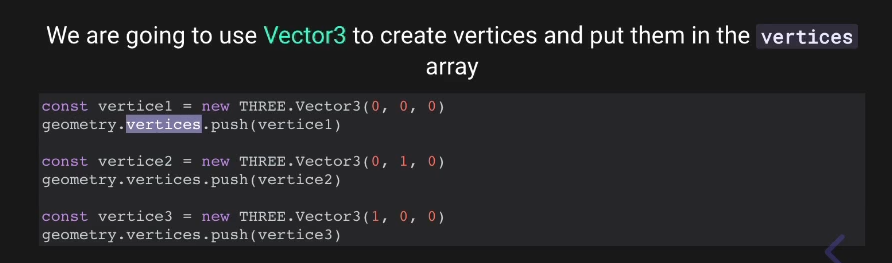 We are going to use Vector3 to create vertices and put them in the vertices
array
const vertice1 = new THREE.Vector3(0, 0, 0)
geometry.vertices.push(vertice1)
const vertice2 = new THREE.Vector3(0, 1, 0)
geometry.vertices.push(vertice2)
const vertice3 = new THREE.Vector3(1, 0, 0)
geometry.vertices.push(vertice3)